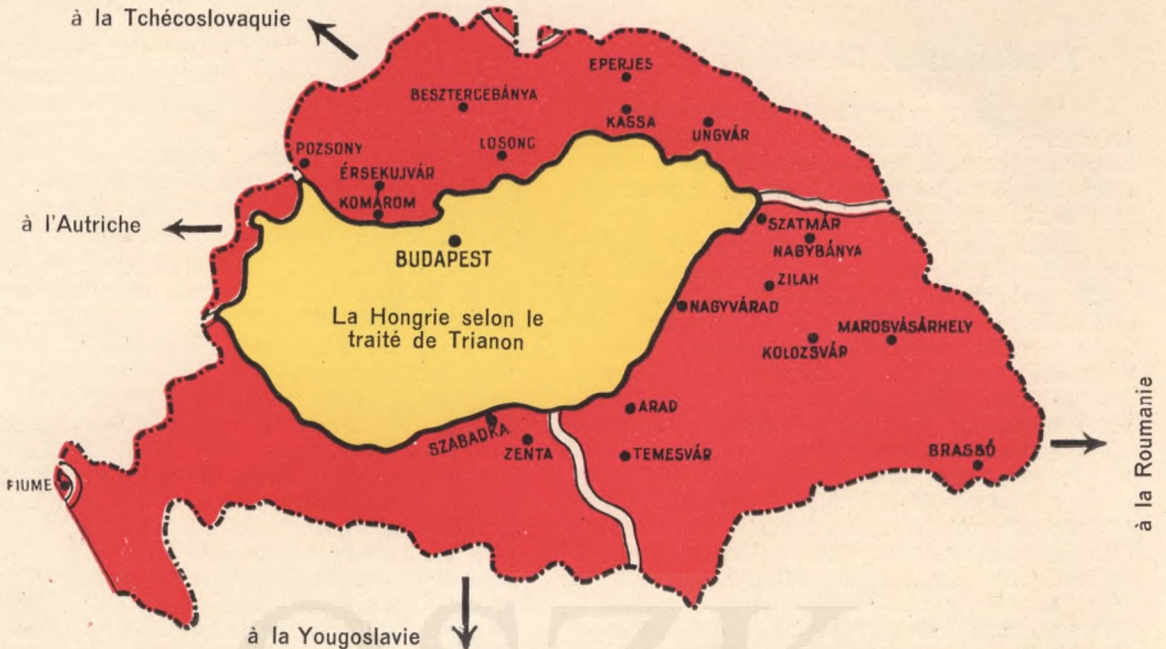 à la Tchécoslovaquie
EPERJES
BESZTERCEBÁNYA
KASSA
UNGVÁR
LOSONC
POZSONY
ÉRSEKUJVÁR
KOMÁROM
à l'Autriche
SZATMÁR
NAGYBÁNYA
BUDAPEST
ZILAH
La Hongrie selon le
traité de Trianon
NAGYVÁRAD
MAROSVÁSÁRHELY
KOLOZSVÁR
ARAD
SZABADKA
ZENTA
TEMESVÁR
BRASSÓ
à la Roumanie
FIUME
à la Yougoslavie
OSZK